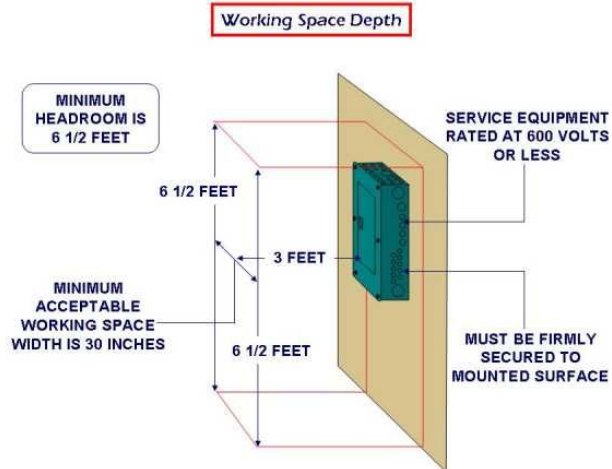 Working Space Depth
MINIMUM
HEADROOM IS
6 1/2 FEET
SERVICE EQUIPMENT
RATED AT 600 VOLTS
OR LESS
6 1/2 FEET
3 FEET
MINIMUM
ACCEPTABLE
WORKING SPACE
WIDTH IS 30 INCHES
6 1/2 FEET
MUST BE FIRMLY
SECURED TO
MOUNTED SURFACE